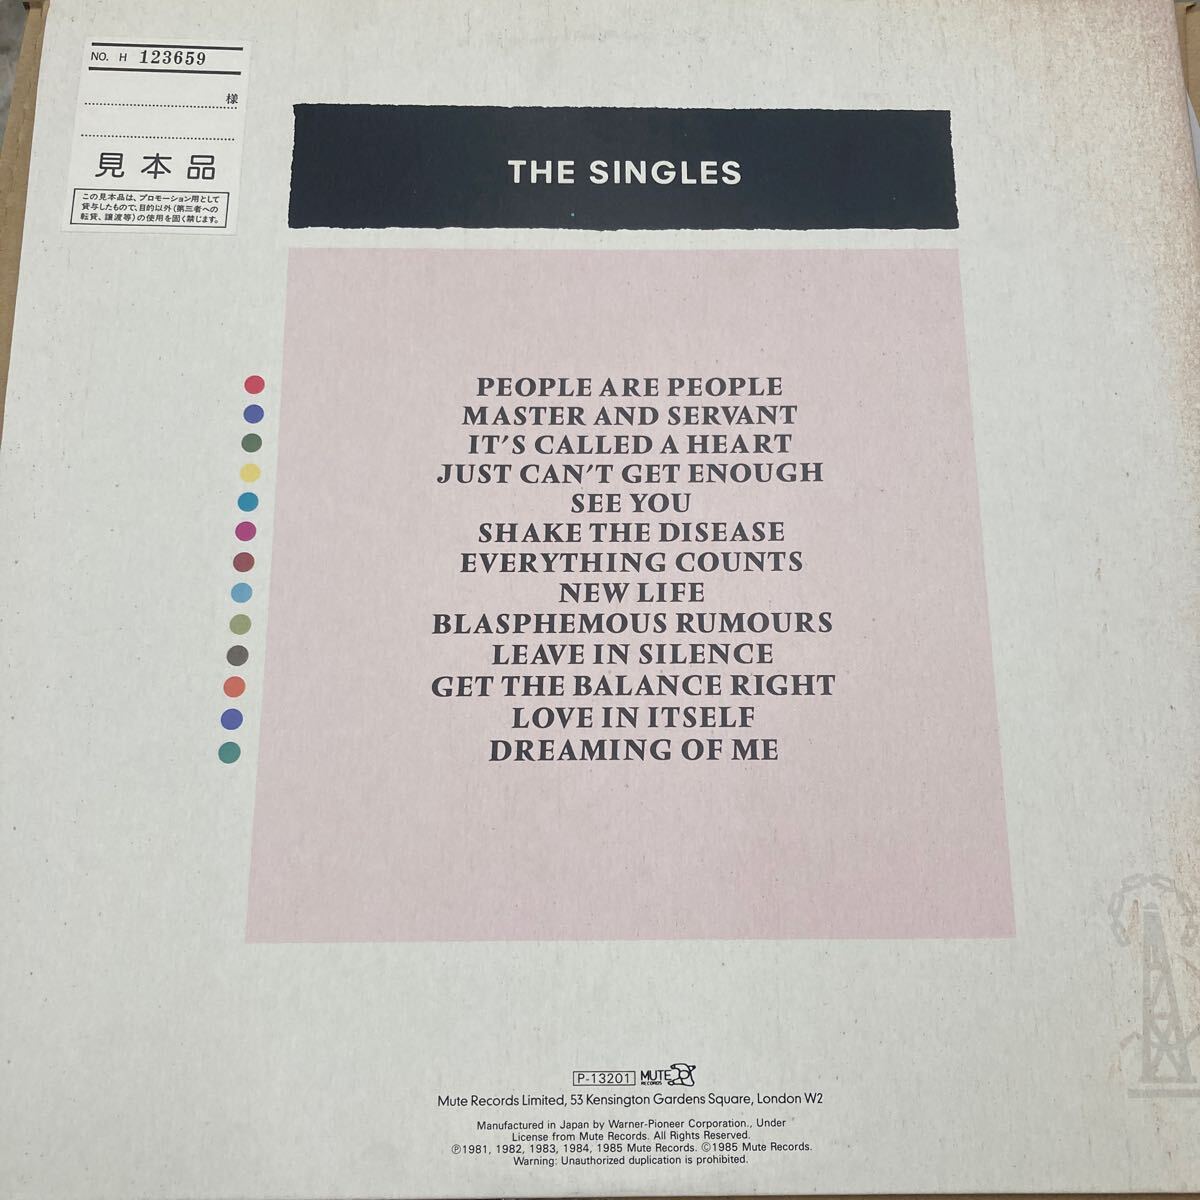 NO. H 123659
様
見本品
この見本品は、プロモーション用として
貸与したもので、目的以外(第三者への
転貸、譲渡等)の使用を固く禁じます。
THE SINGLES
PEOPLE ARE PEOPLE
MASTER AND SERVANT
IT'S CALLED A HEART
JUST CAN'T GET ENOUGH
SEE YOU
SHAKE THE DISEASE
EVERYTHING COUNTS
NEW LIFE
BLASPHEMOUS RUMOURS
LEAVE IN SILENCE
GET THE BALANCE RIGHT
LOVE IN ITSELF
DREAMING OF ME
P-13201 MUTE
RECORDS
Mute Records Limited, 53 Kensington Gardens Square, London W2
Manufactured in Japan by Warner-Pioneer Corporation., Under
License from Mute Records. All Rights Reserved.
℗1981, 1982, 1983, 1984, 1985 Mute Records. ©1985 Mute Records.
Warning: Unauthorized duplication is prohibited.